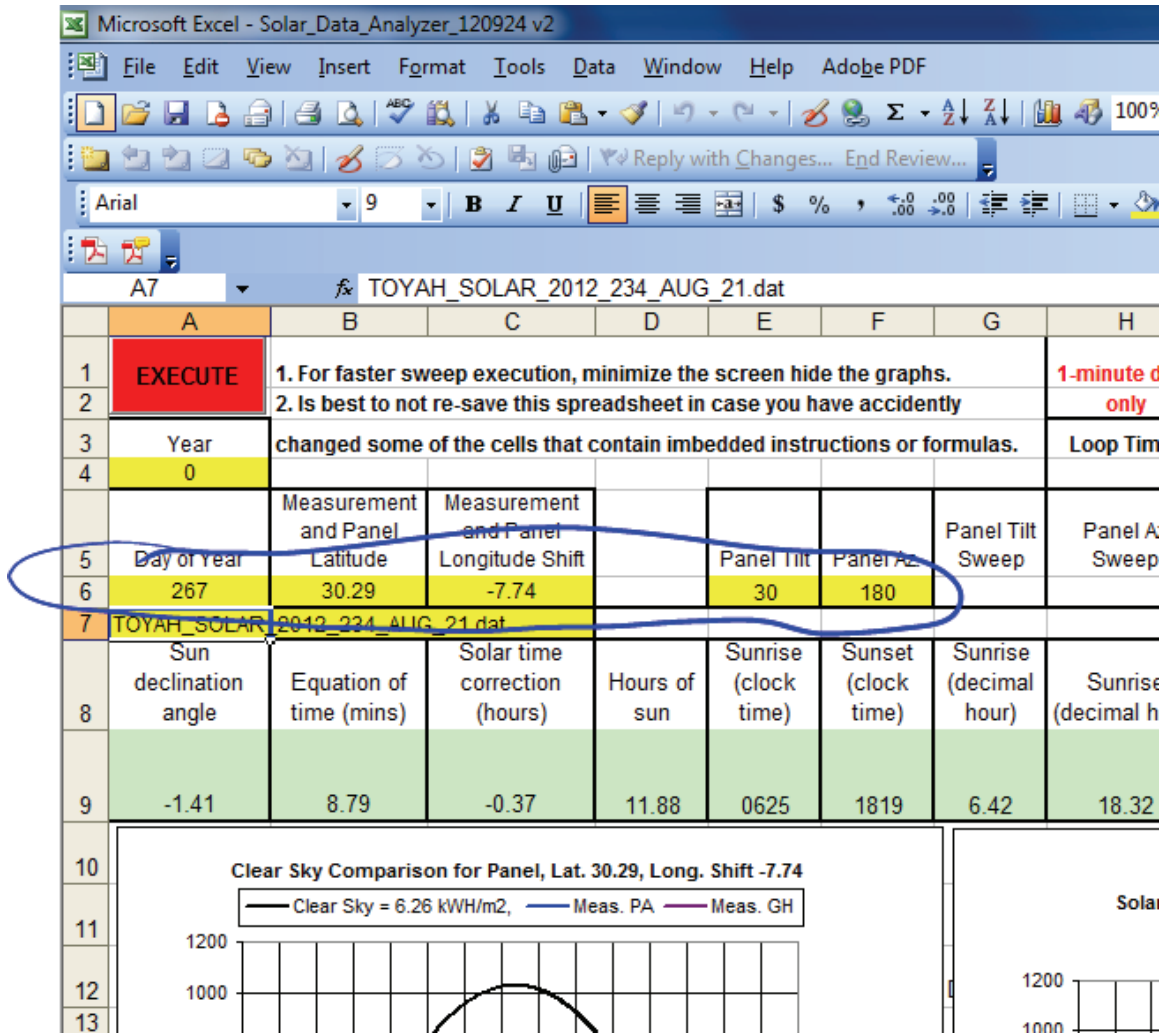 Microsoft Excel - Solar_Data_Analyzer_120924 v2
File Edit View Insert Format Tools Data Window Help Adobe PDF
100%
Reply with Changes... End Review...
Arial 9 B I U $ % ,
A7 fx TOYAH_SOLAR_2012_234_AUG_21.dat
A B C D E F G H
1 EXECUTE 1. For faster sweep execution, minimize the screen hide the graphs. 1-minute d
2 2. Is best to not re-save this spreadsheet in case you have accidently only
3 Year changed some of the cells that contain imbedded instructions or formulas. Loop Tim
4 0
5 Day of Year Measurement and Panel Latitude Measurement and Panel Longitude Shift Panel Tilt Panel Az Panel Tilt Sweep Panel Az Sweep
6 267 30.29 -7.74 30 180
7 TOYAH_SOLAR_2012_234_AUG_21.dat
8 Sun declination angle Equation of time (mins) Solar time correction (hours) Hours of sun Sunrise (clock time) Sunset (clock time) Sunrise (decimal hour) Sunrise (decimal h
9 -1.41 8.79 -0.37 11.88 0625 1819 6.42 18.32
10 Clear Sky Comparison for Panel, Lat. 30.29, Long. Shift -7.74
Clear Sky = 6.26 kWH/m2, Meas. PA Meas. GH
11 Solar
1200
12 1000 1200
13 1000